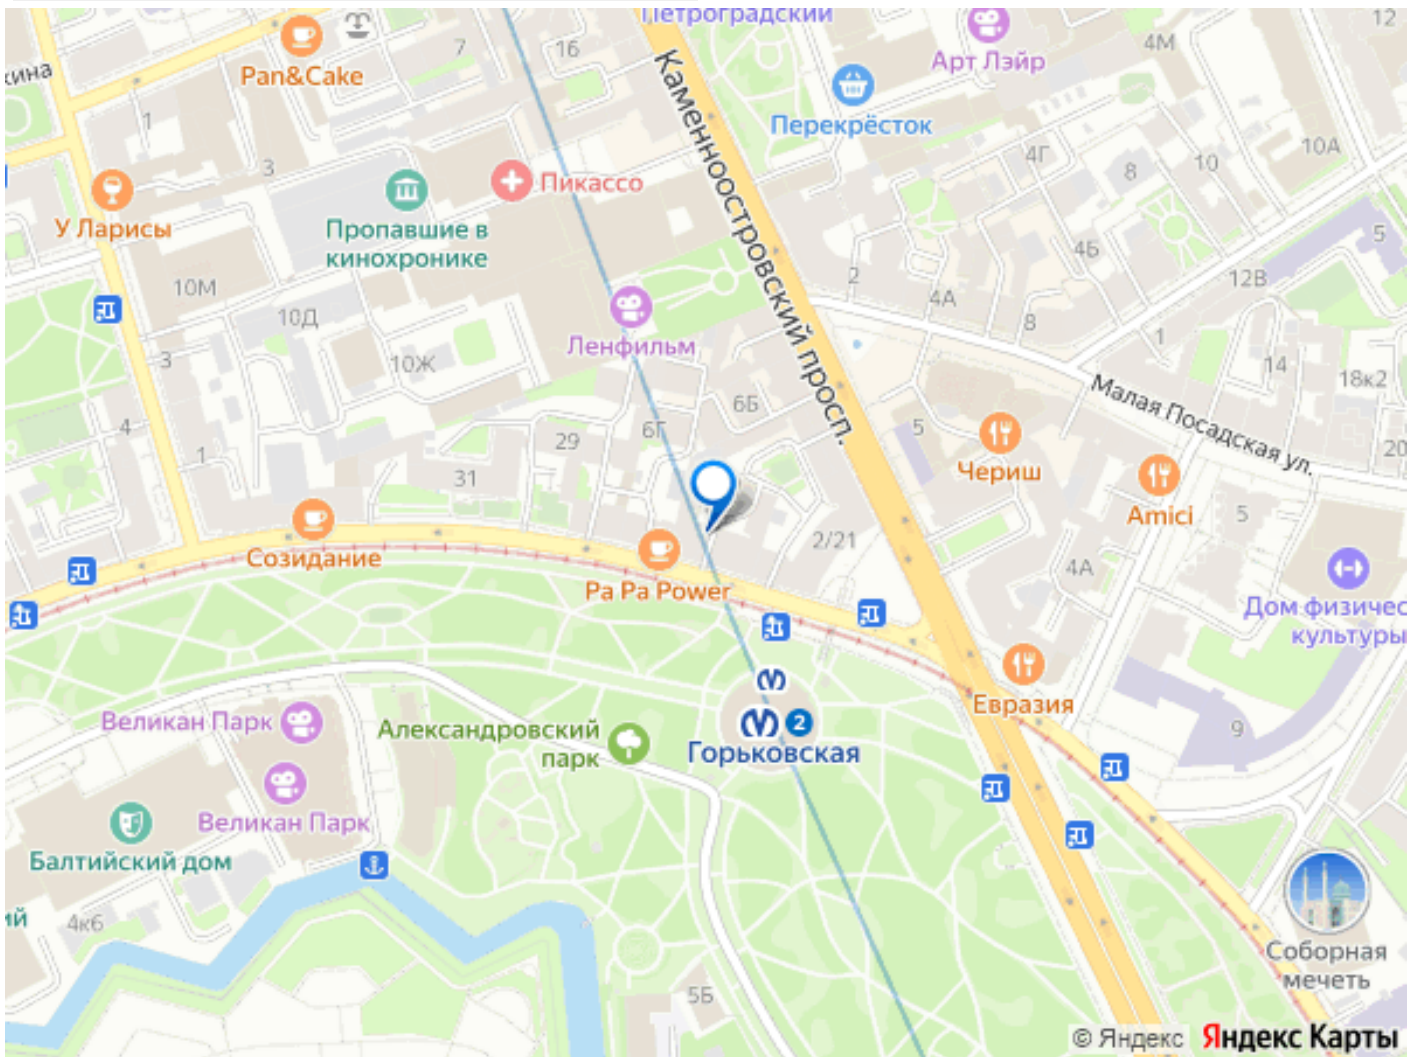 Петроградский
12
7
16
4М
Pan&Cake
Арт Лэйр
Каменноостровский просп.
Перекрёсток
1
3
4Г
8
10
10А
Пикассо
У Ларисы
Пропавшие в
кинохронике
5
4Б
10М
2
4А
12В
10Д
8
1
Ленфильм
3
10Ж
14
18к2
Малая Посадская ул.
6Б
4
6Г
29
5
20
1
31
Чериш
Amici
5
2/21
Созидание
4А
Pa Pa Power
Дом физичес
культуры
Евразия
Великан Парк
Александровский
парк
2
Горьковская
9
Великан Парк
Балтийский дом
4к6
ий
Соборная
мечеть
5Б
© Яндекс Яндекс Карты